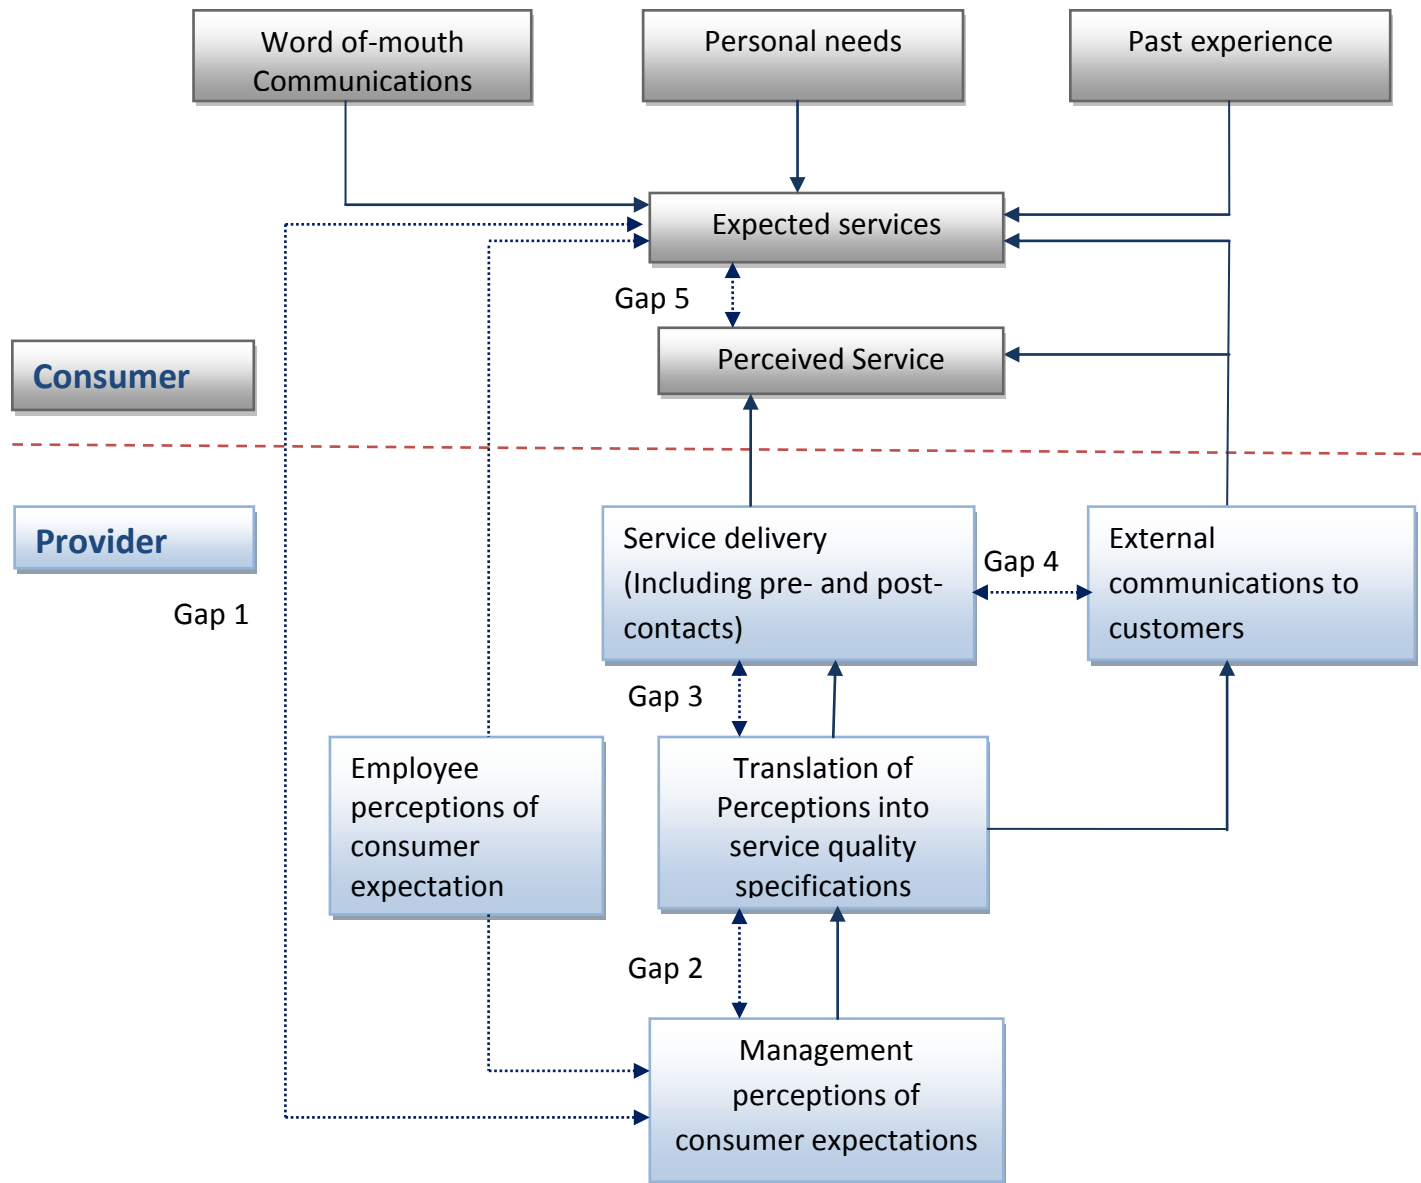 Word of-mouth
Communications
Personal needs
Past experience
Expected services
Gap 5
Perceived Service
Consumer
Provider
Gap 1
Service delivery
(Including pre- and post-
contacts)
Gap 4
External
communications to
customers
Gap 3
Employee
perceptions of
consumer
expectation
Translation of
Perceptions into
service quality
specifications
Gap 2
Management
perceptions of
consumer expectations